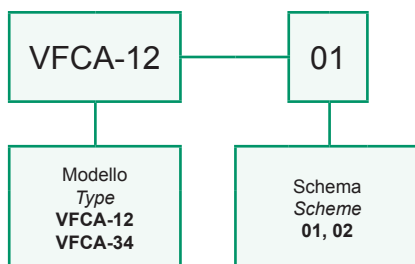 VFCA-12
01
Modello
Type
VFCA-12
VFCA-34
Schema
Scheme
01, 02